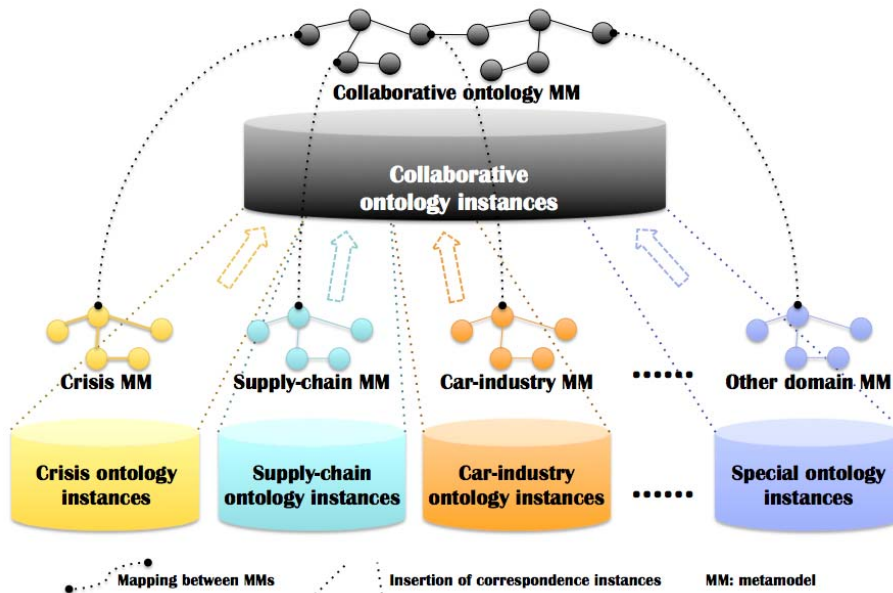 Collaborative ontology MM
Collaborative
ontology instances
Crisis MM
Supply-chain MM
Car-industry MM
......
Other domain MM
Crisis ontology
instances
Supply-chain
ontology instances
Car-industry
ontology instances
......
Special ontology
instances
Mapping between MMs
Insertion of correspondence instances
MM: metamodel